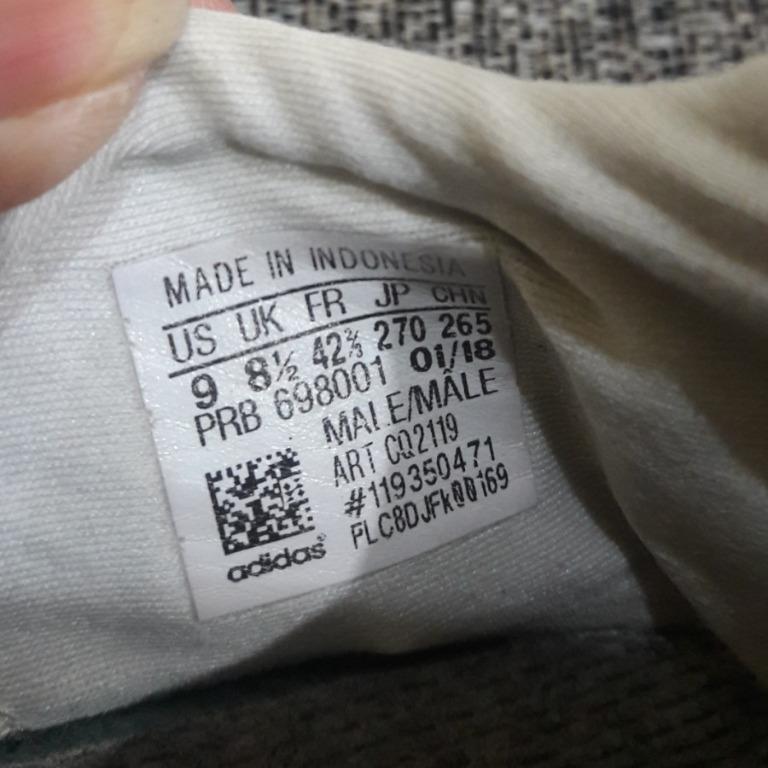 MADE IN INDONESIA
US UK FR JP CHN
9 8½ 42⅔ 270 265
PRB 698001 01/18
MALE/MÂLE
ART CQ2119
#119350471
PLC8DJFK00169
adidas